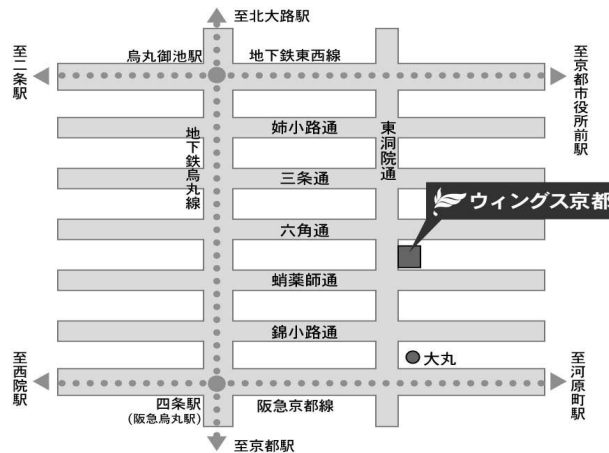 至北大路駅
烏丸御池駅
地下鉄東西線
至二条駅
至京都市役所前駅
姉小路通
東洞院通
地下鉄烏丸線
三条通
ウィングス京都
六角通
蛸薬師通
錦小路通
大丸
至西院駅
至河原町駅
四条駅
(阪急烏丸駅)
阪急京都線
至京都駅